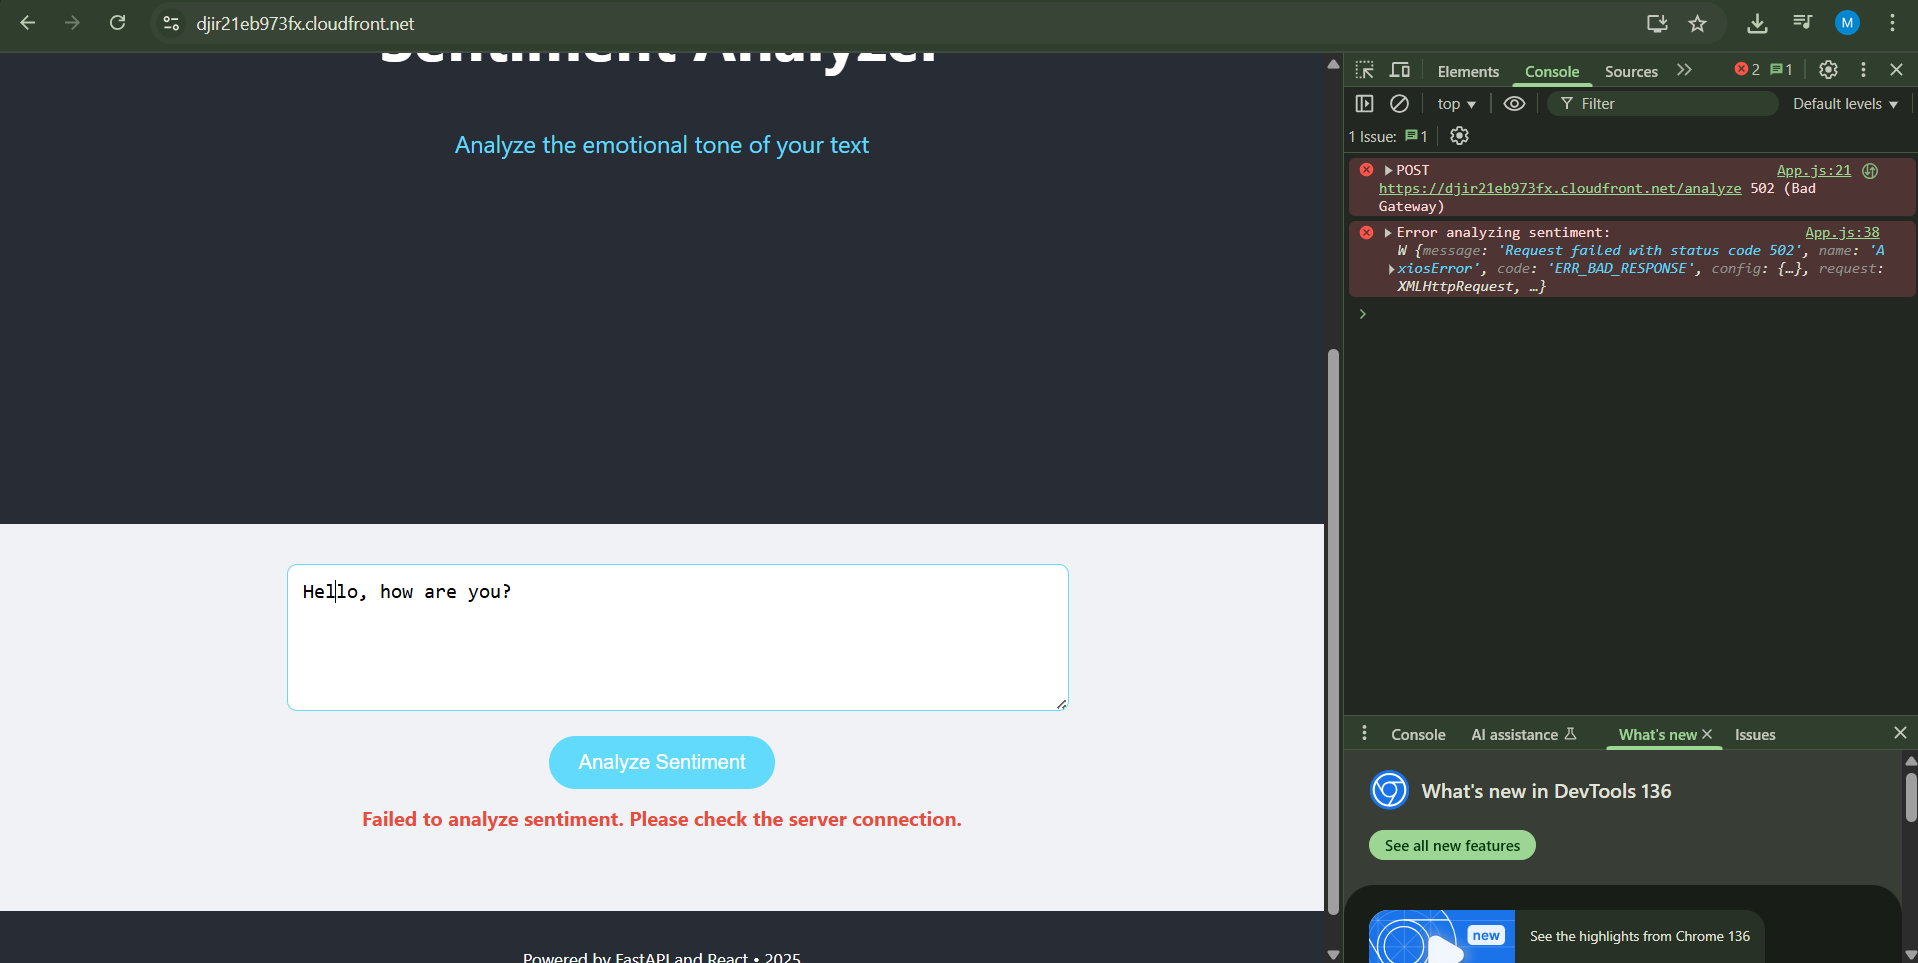 djir21eb973fx.cloudfront.net
M
Sentiment Analyzer
Analyze the emotional tone of your text
Hello, how are you?
Analyze Sentiment
Failed to analyze sentiment. Please check the server connection.
Powered by FastAPI and React • 2025
Elements Console Sources 2 1
top Filter Default levels
1 Issue: 1
POST App.js:21
https://djir21eb973fx.cloudfront.net/analyze 502 (Bad
Gateway)
Error analyzing sentiment: App.js:38
W {message: 'Request failed with status code 502', name: 'A
xiosError', code: 'ERR_BAD_RESPONSE', config: {…}, request:
XMLHttpRequest, …}
Console AI assistance What's new Issues
What's new in DevTools 136
See all new features
new
See the highlights from Chrome 136